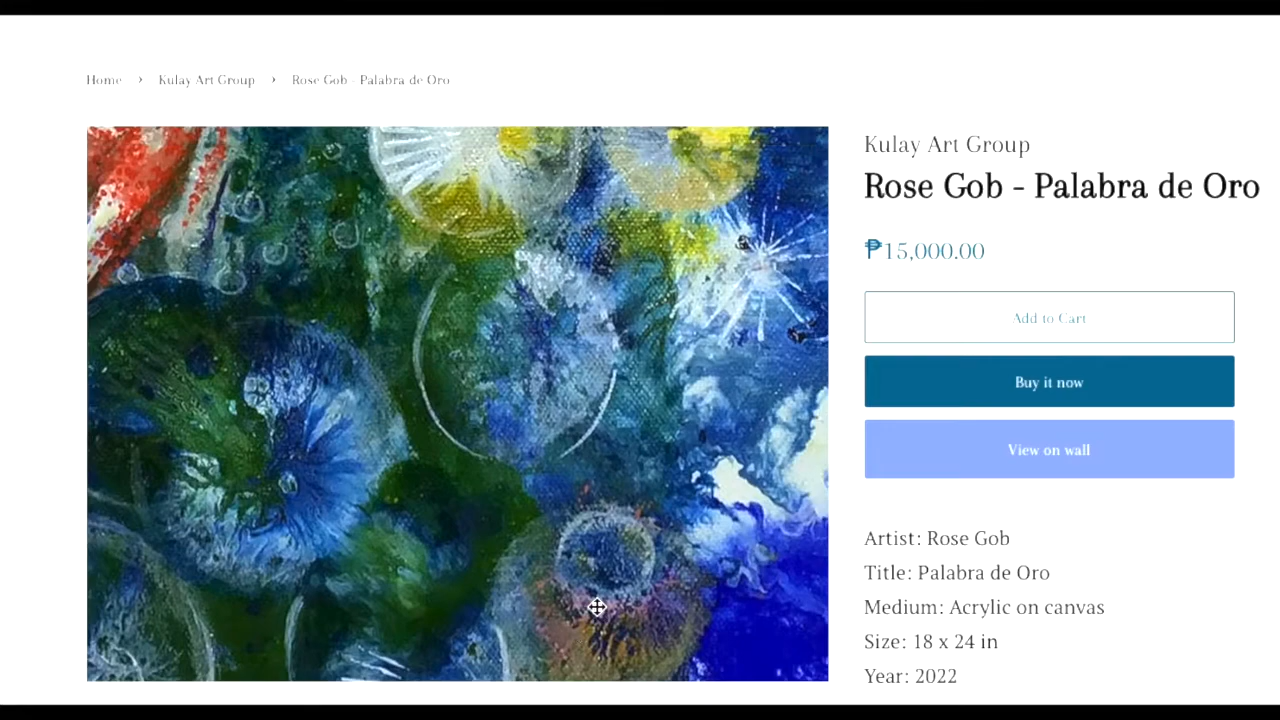 Home › Kulay Art Group › Rose Gob - Palabra de Oro
Kulay Art Group
Rose Gob - Palabra de Oro
₱15,000.00
Add to Cart
Buy it now
View on wall
Artist: Rose Gob
Title: Palabra de Oro
Medium: Acrylic on canvas
Size: 18 x 24 in
Year: 2022